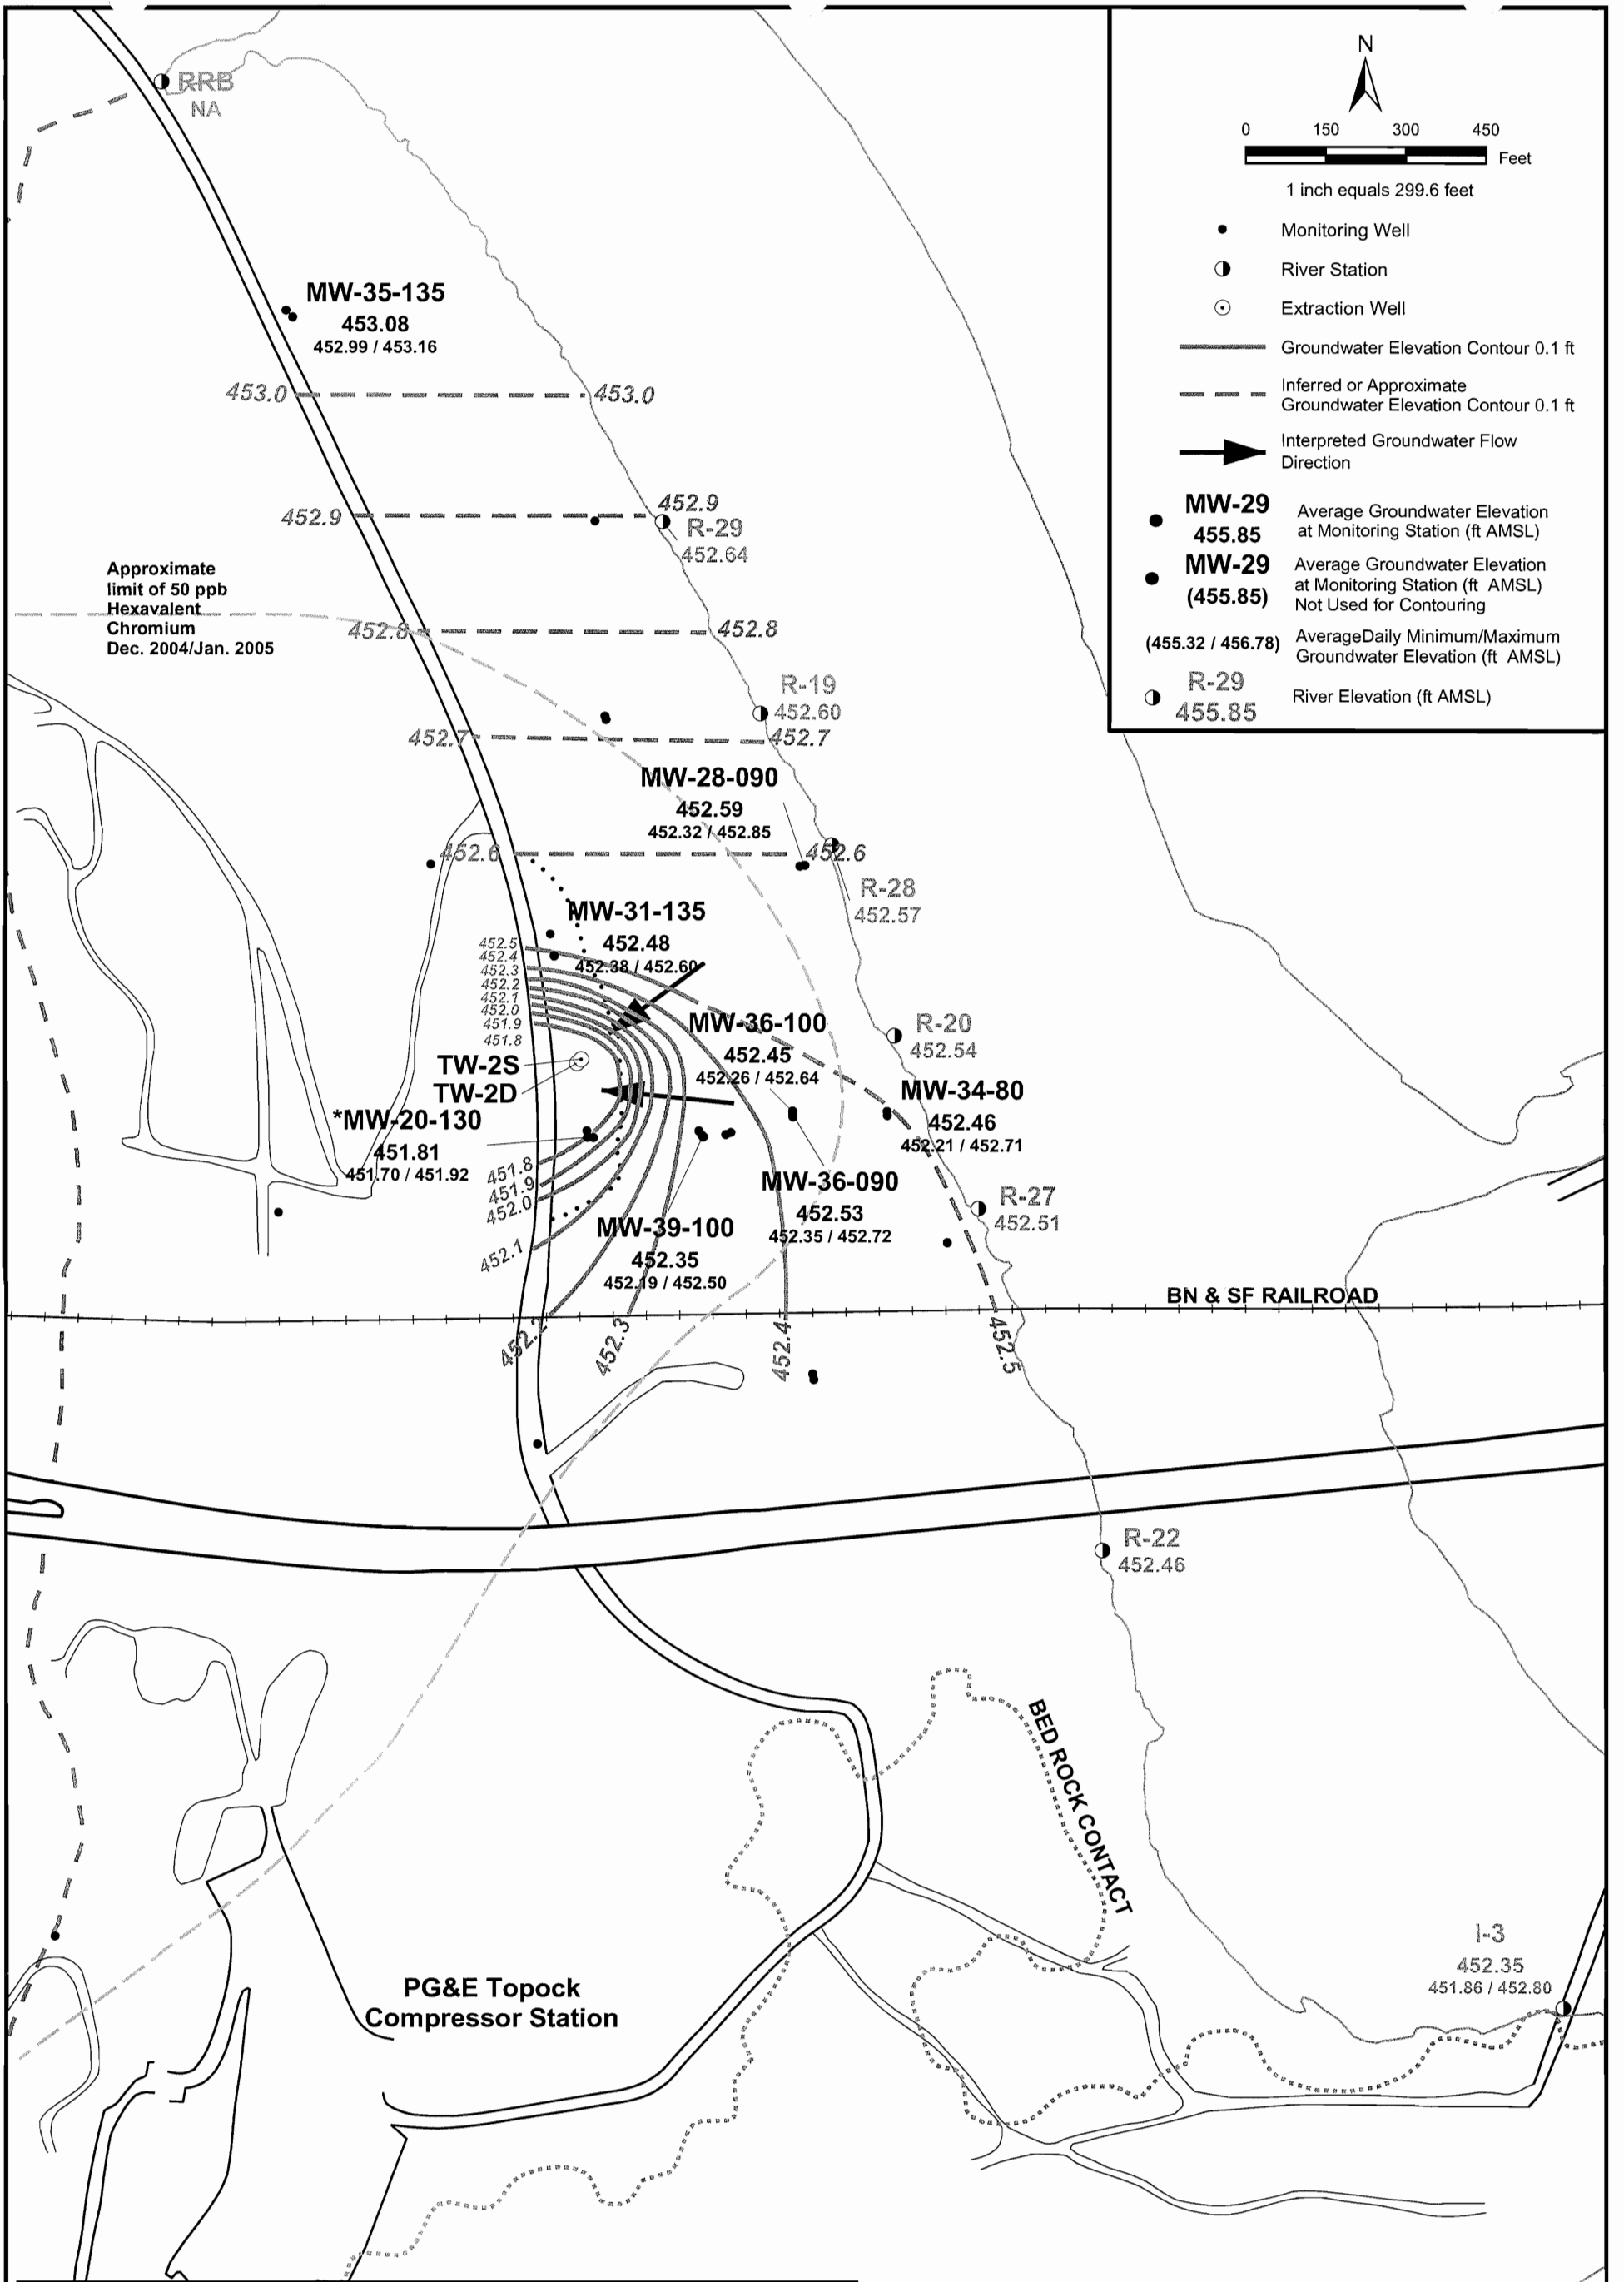 N
0 150 300 450
Feet
1 inch equals 299.6 feet
Monitoring Well
River Station
Extraction Well
Groundwater Elevation Contour 0.1 ft
Inferred or Approximate
Groundwater Elevation Contour 0.1 ft
Interpreted Groundwater Flow
Direction
MW-29
455.85
Average Groundwater Elevation
at Monitoring Station (ft AMSL)
MW-29
(455.85)
Average Groundwater Elevation
at Monitoring Station (ft AMSL)
Not Used for Contouring
(455.32 / 456.78)
AverageDaily Minimum/Maximum
Groundwater Elevation (ft AMSL)
R-29
455.85
River Elevation (ft AMSL)
RRB
NA
MW-35-135
453.08
452.99 / 453.16
453.0
453.0
452.9
452.9
R-29
452.64
Approximate
limit of 50 ppb
Hexavalent
Chromium
Dec. 2004/Jan. 2005
452.8
452.8
R-19
452.60
452.7
452.7
MW-28-090
452.59
452.32 / 452.85
452.6
452.6
R-28
452.57
MW-31-135
452.48
452.38 / 452.60
452.5
452.4
452.3
452.2
452.1
452.0
451.9
451.8
MW-36-100
452.45
452.26 / 452.64
R-20
452.54
TW-2S
TW-2D
MW-34-80
452.46
452.21 / 452.71
*MW-20-130
451.81
451.70 / 451.92
451.8
451.9
452.0
452.1
MW-36-090
452.53
452.35 / 452.72
R-27
452.51
MW-39-100
452.35
452.19 / 452.50
BN & SF RAILROAD
452.2
452.3
452.4
452.5
R-22
452.46
BED ROCK CONTACT
I-3
452.35
451.86 / 452.80
PG&E Topock
Compressor Station